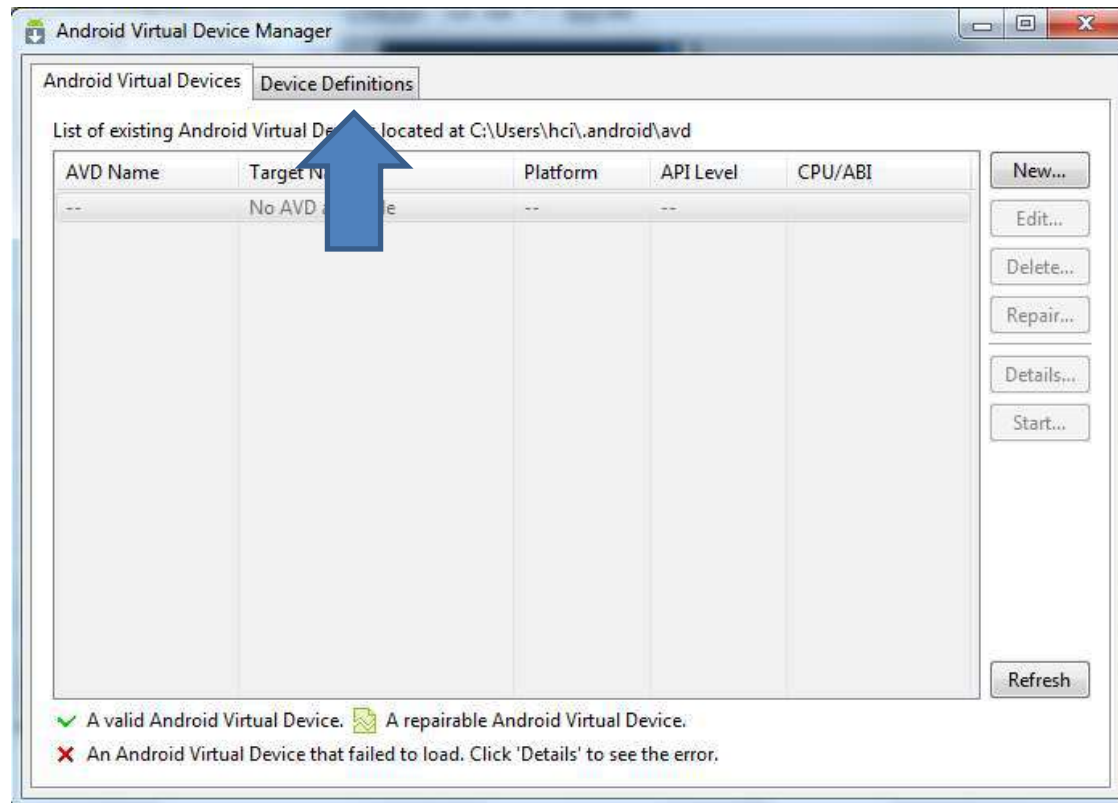 Android Virtual Device Manager
Android Virtual Devices Device Definitions
List of existing Android Virtual located at C:\Users\hci\.android\avd
AVD Name Target Platform API Level CPU/ABI New...
-- No AVD -- --
Edit...
Delete...
Repair...
Details...
Start...
Refresh
A valid Android Virtual Device. A repairable Android Virtual Device.
An Android Virtual Device that failed to load. Click 'Details' to see the error.